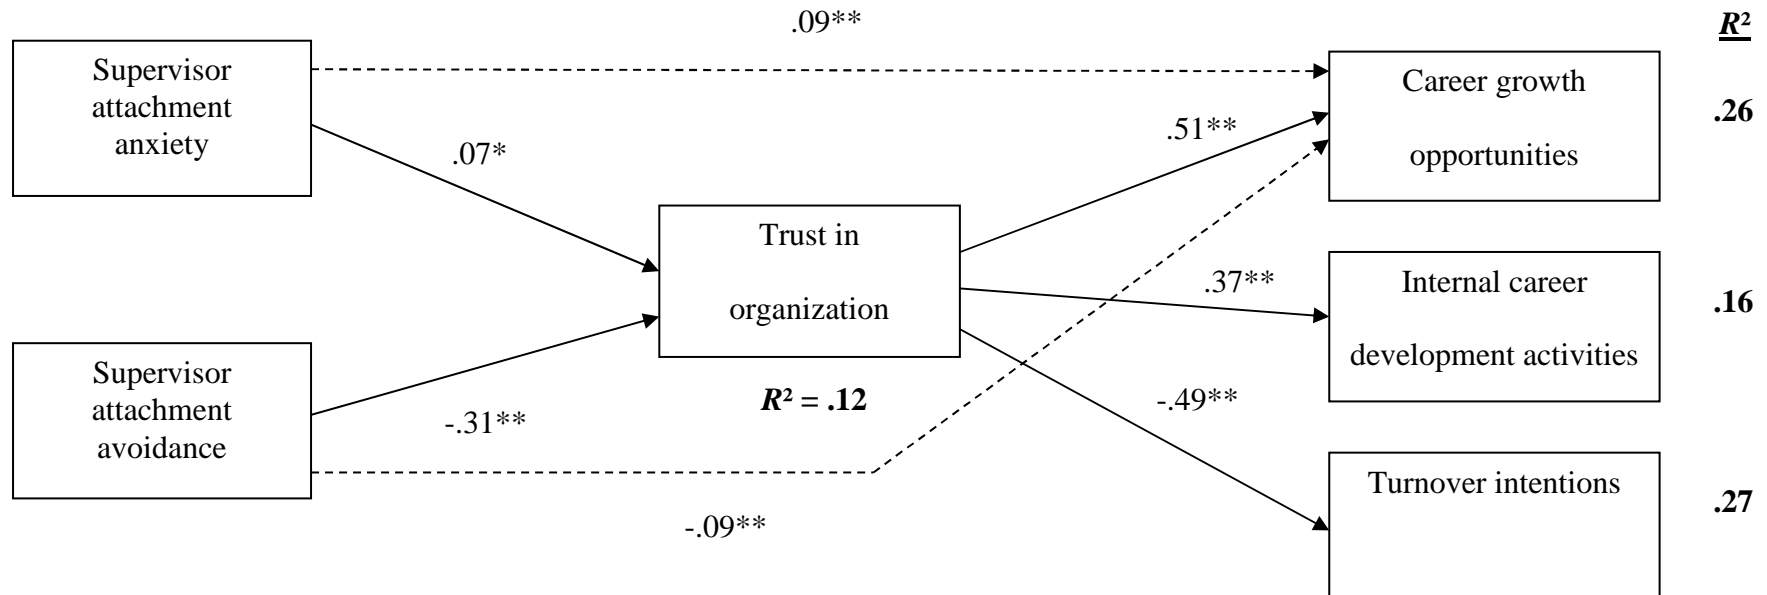 .09**
R²
Supervisor
attachment
anxiety
Career growth
opportunities
.26
.07*
.51**
Trust in
organization
R² = .12
Internal career
development activities
.16
.37**
Supervisor
attachment
avoidance
-.31**
-.49**
-.09**
Turnover intentions
.27